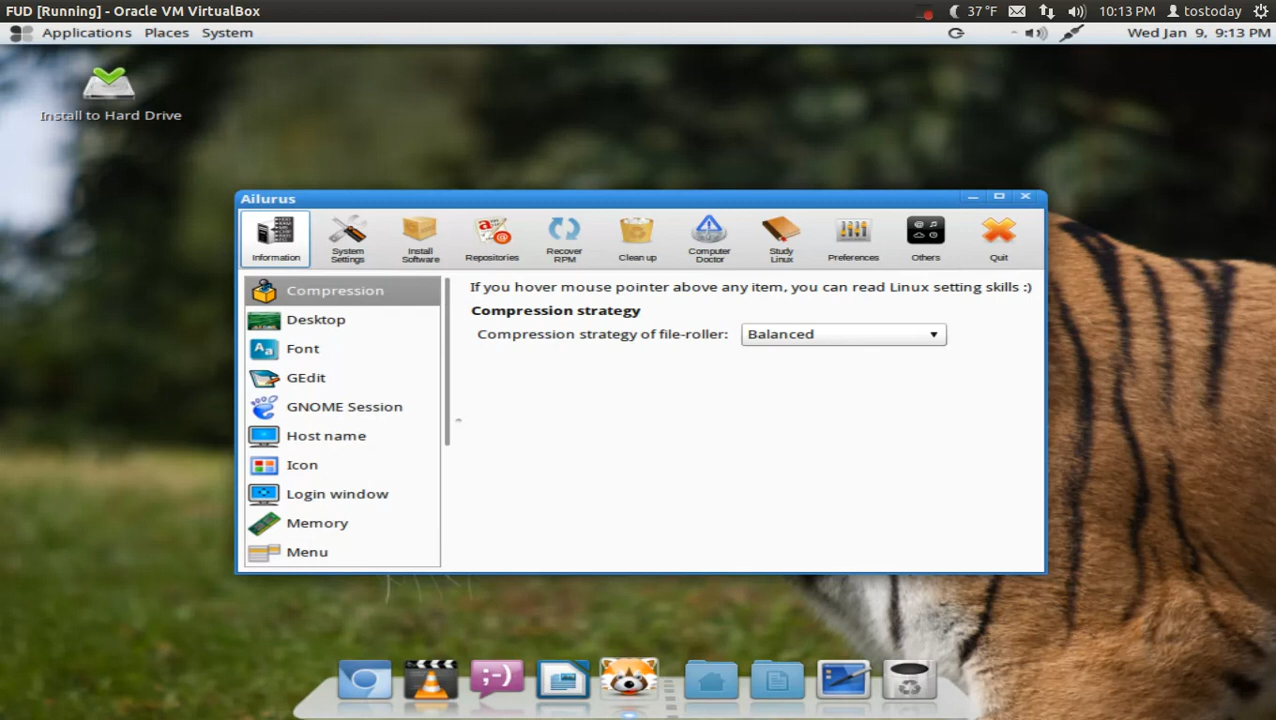 FUD [Running] - Oracle VM VirtualBox
37 °F
10:13 PM
tostoday
Applications
Places
System
Wed Jan 9, 9:13 PM
Install to Hard Drive
Ailurus
Information
System Settings
Install Software
Repositories
Recover RPM
Clean up
Computer Doctor
Study Linux
Preferences
Others
Quit
Compression
Desktop
Font
GEdit
GNOME Session
Host name
Icon
Login window
Memory
Menu
If you hover mouse pointer above any item, you can read Linux setting skills :)
Compression strategy
Compression strategy of file-roller:
Balanced